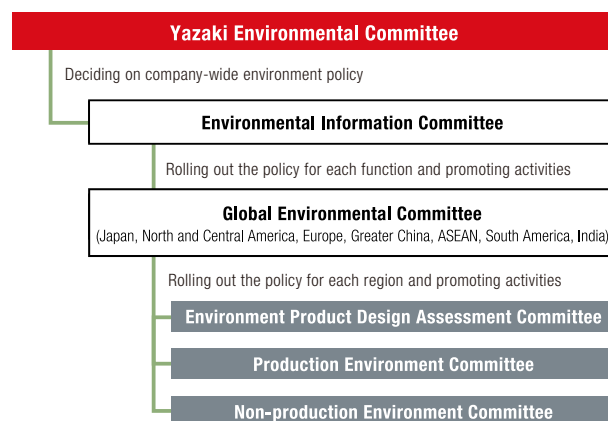 Yazaki Environmental Committee
Deciding on company-wide environment policy
Environmental Information Committee
Rolling out the policy for each function and promoting activities
Global Environmental Committee
(Japan, North and Central America, Europe, Greater China, ASEAN, South America, India)
Rolling out the policy for each region and promoting activities
Environment Product Design Assessment Committee
Production Environment Committee
Non-production Environment Committee